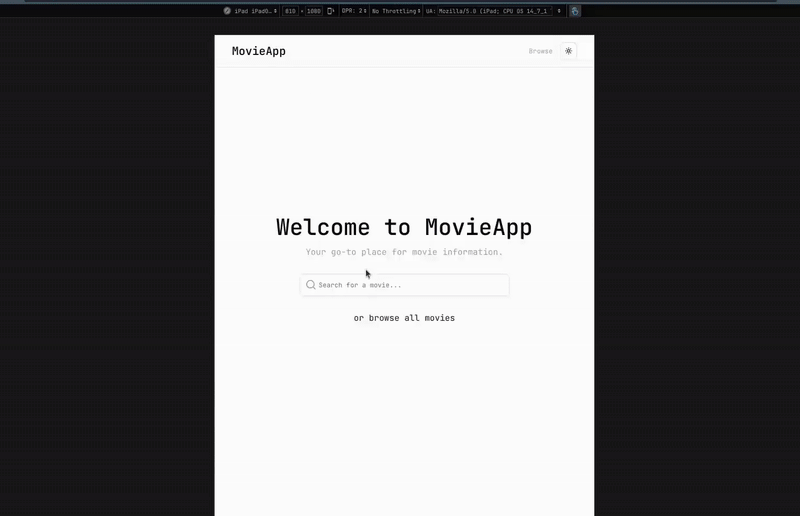 iPad iPadO… 810 × 1080 DPR: 2 No Throttling UA: Mozilla/5.0 (iPad; CPU OS 14_7_1
MovieApp Browse
Welcome to MovieApp
Your go-to place for movie information.
Search for a movie...
or browse all movies